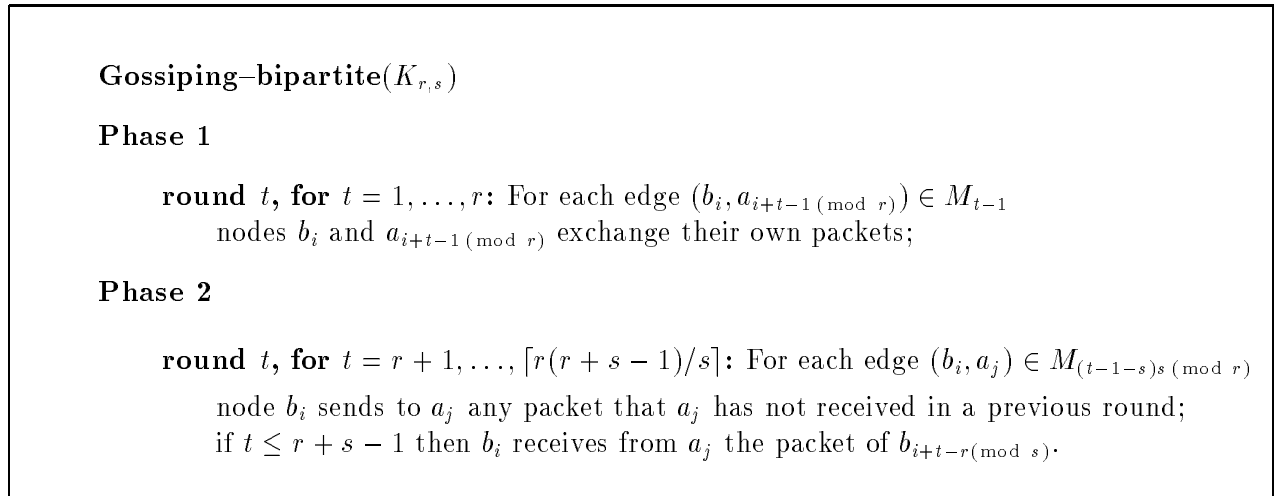 Gossiping–bipartite(K_{r,s})
Phase 1
round t, for t = 1, . . . , r: For each edge (b_i, a_{i+t−1 (mod r)}) ∈ M_{t−1}
nodes b_i and a_{i+t−1 (mod r)} exchange their own packets;
Phase 2
round t, for t = r + 1, . . . , ⌈r(r + s − 1)/s⌉: For each edge (b_i, a_j) ∈ M_{(t−1−s)s (mod r)}
node b_i sends to a_j any packet that a_j has not received in a previous round;
if t ≤ r + s − 1 then b_i receives from a_j the packet of b_{i+t−r(mod s)}.